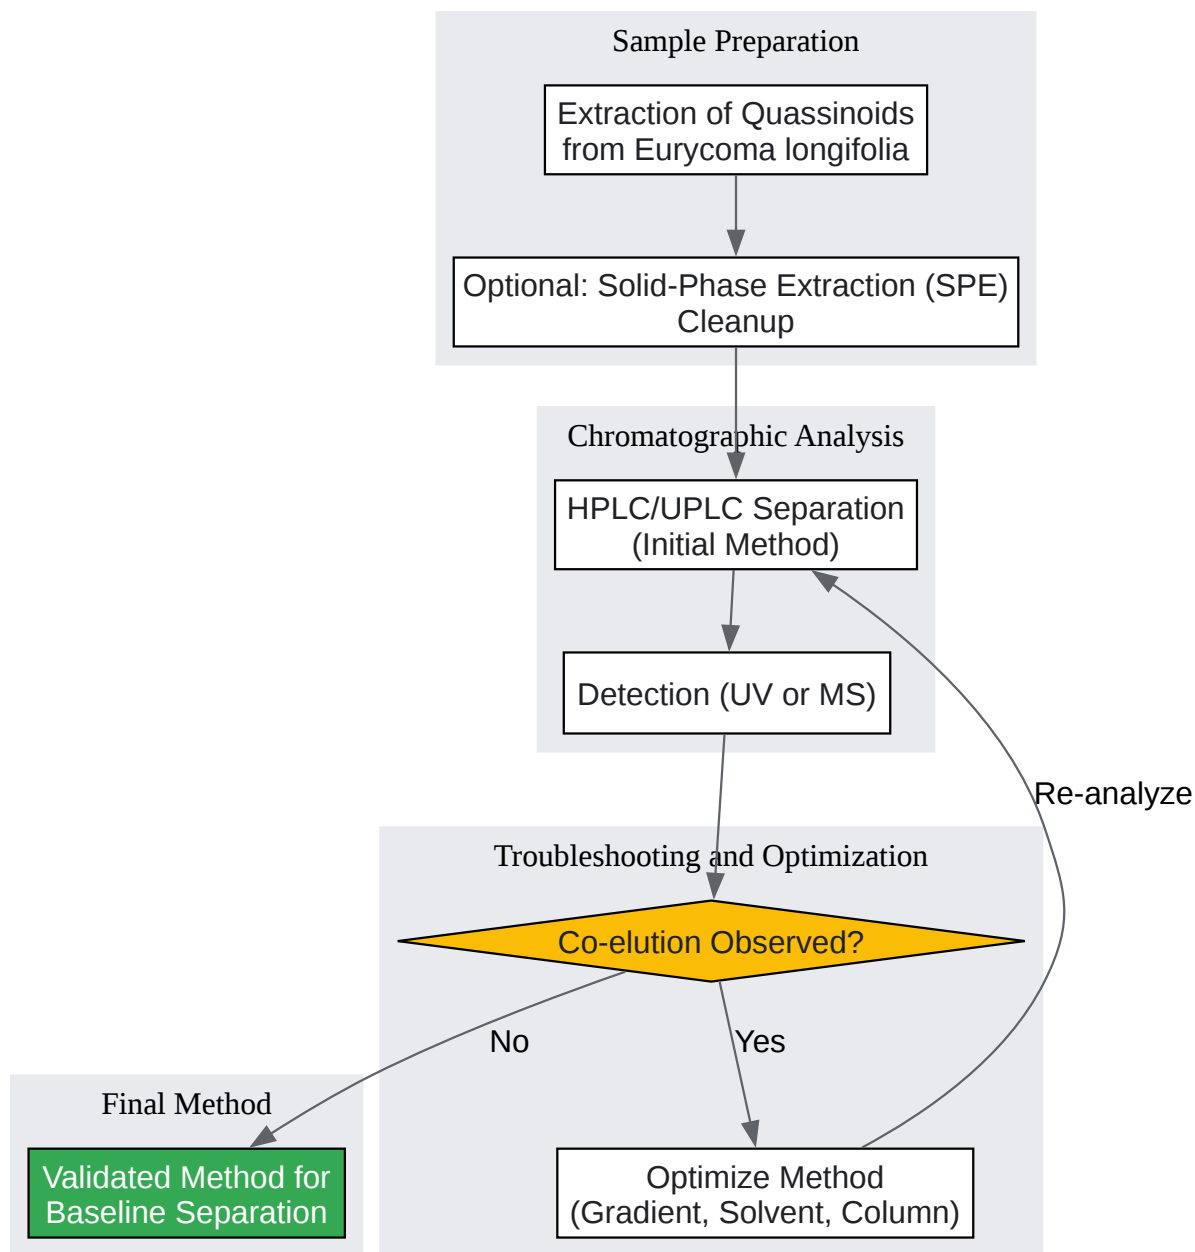 Sample Preparation
Extraction of Quassinoids
from Eurycoma longifolia
Optional: Solid-Phase Extraction (SPE)
Cleanup
Chromatographic Analysis
HPLC/UPLC Separation
(Initial Method)
Detection (UV or MS)
Re-analyze
Troubleshooting and Optimization
Co-elution Observed?
No
Yes
Final Method
Validated Method for
Baseline Separation
Optimize Method
(Gradient, Solvent, Column)